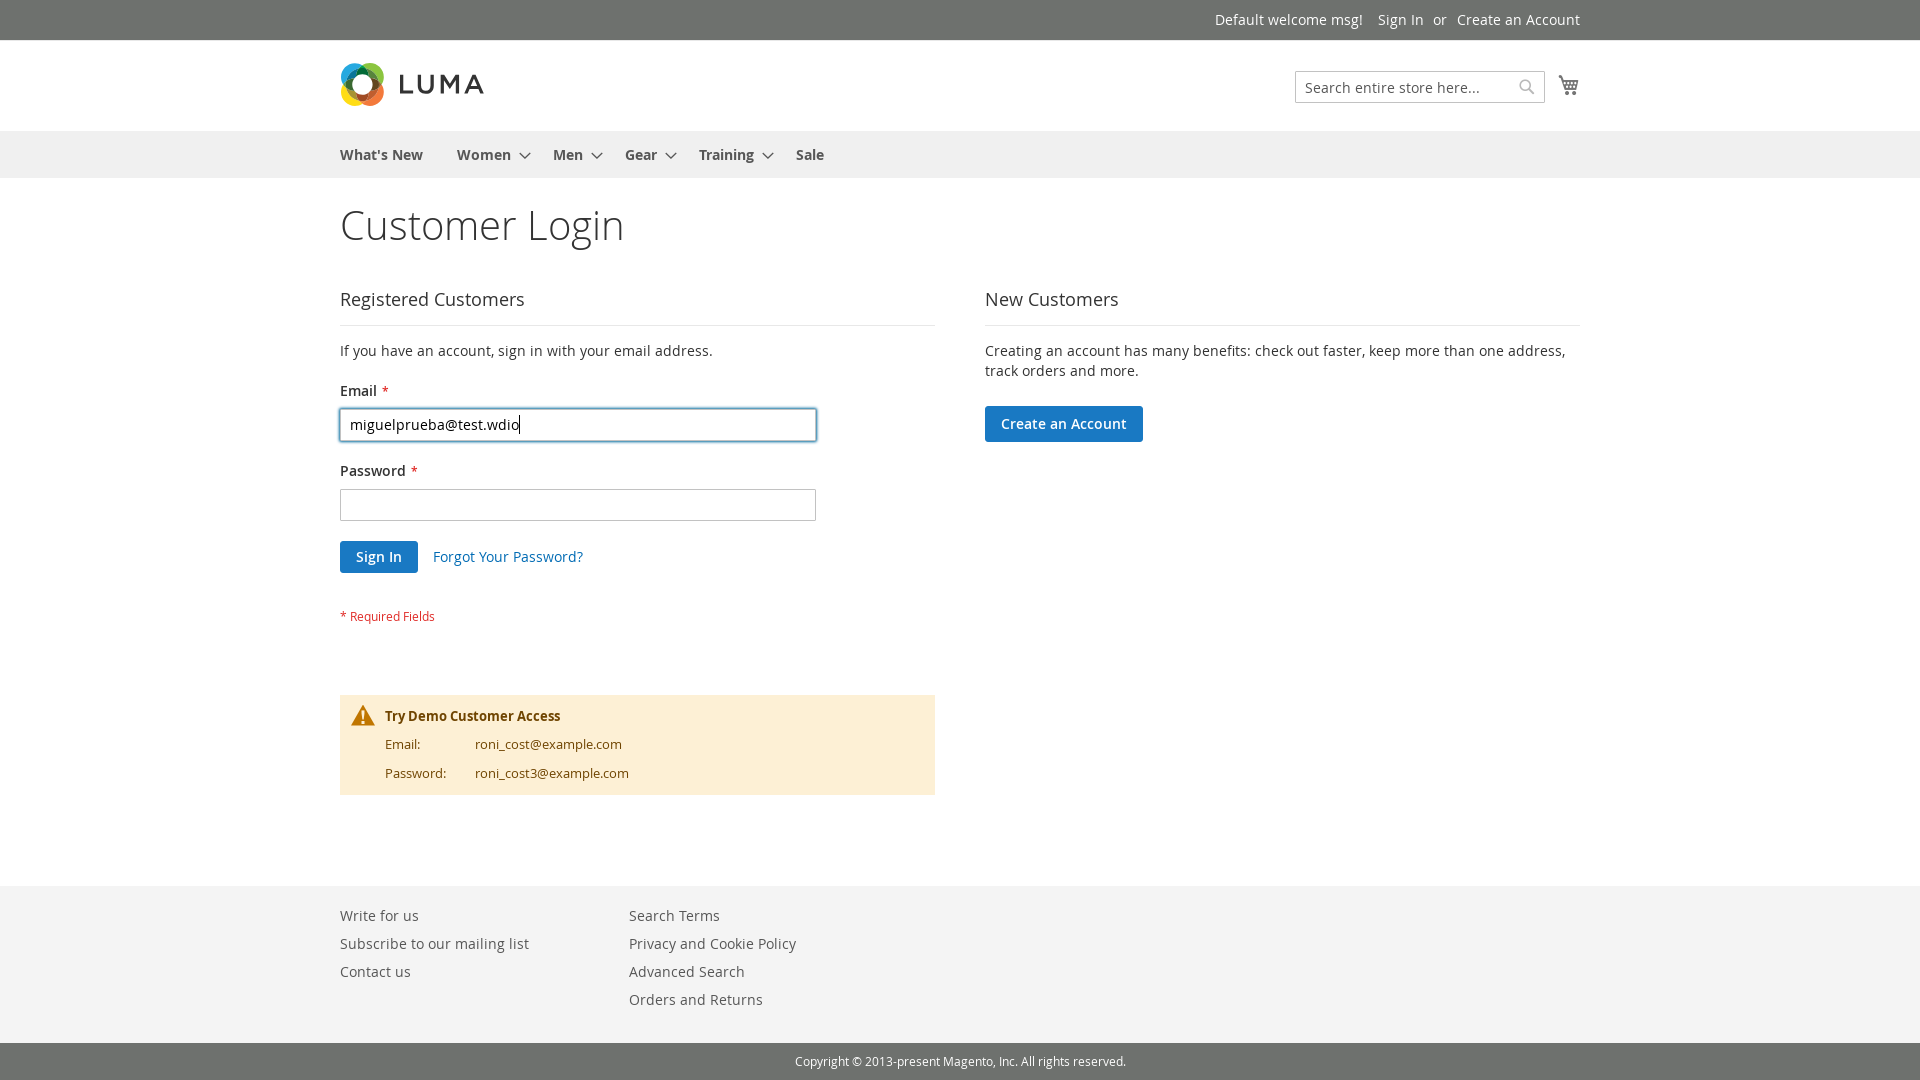 Default welcome msg! Sign In or Create an Account
LUMA
Search entire store here...
What's New Women Men Gear Training Sale
Customer Login
Registered Customers
If you have an account, sign in with your email address.
Email *
miguelprueba@test.wdio
Password *
Sign In Forgot Your Password?
* Required Fields
Try Demo Customer Access
Email: roni_cost@example.com
Password: roni_cost3@example.com
New Customers
Creating an account has many benefits: check out faster, keep more than one address,
track orders and more.
Create an Account
Write for us
Subscribe to our mailing list
Contact us
Search Terms
Privacy and Cookie Policy
Advanced Search
Orders and Returns
Copyright © 2013-present Magento, Inc. All rights reserved.